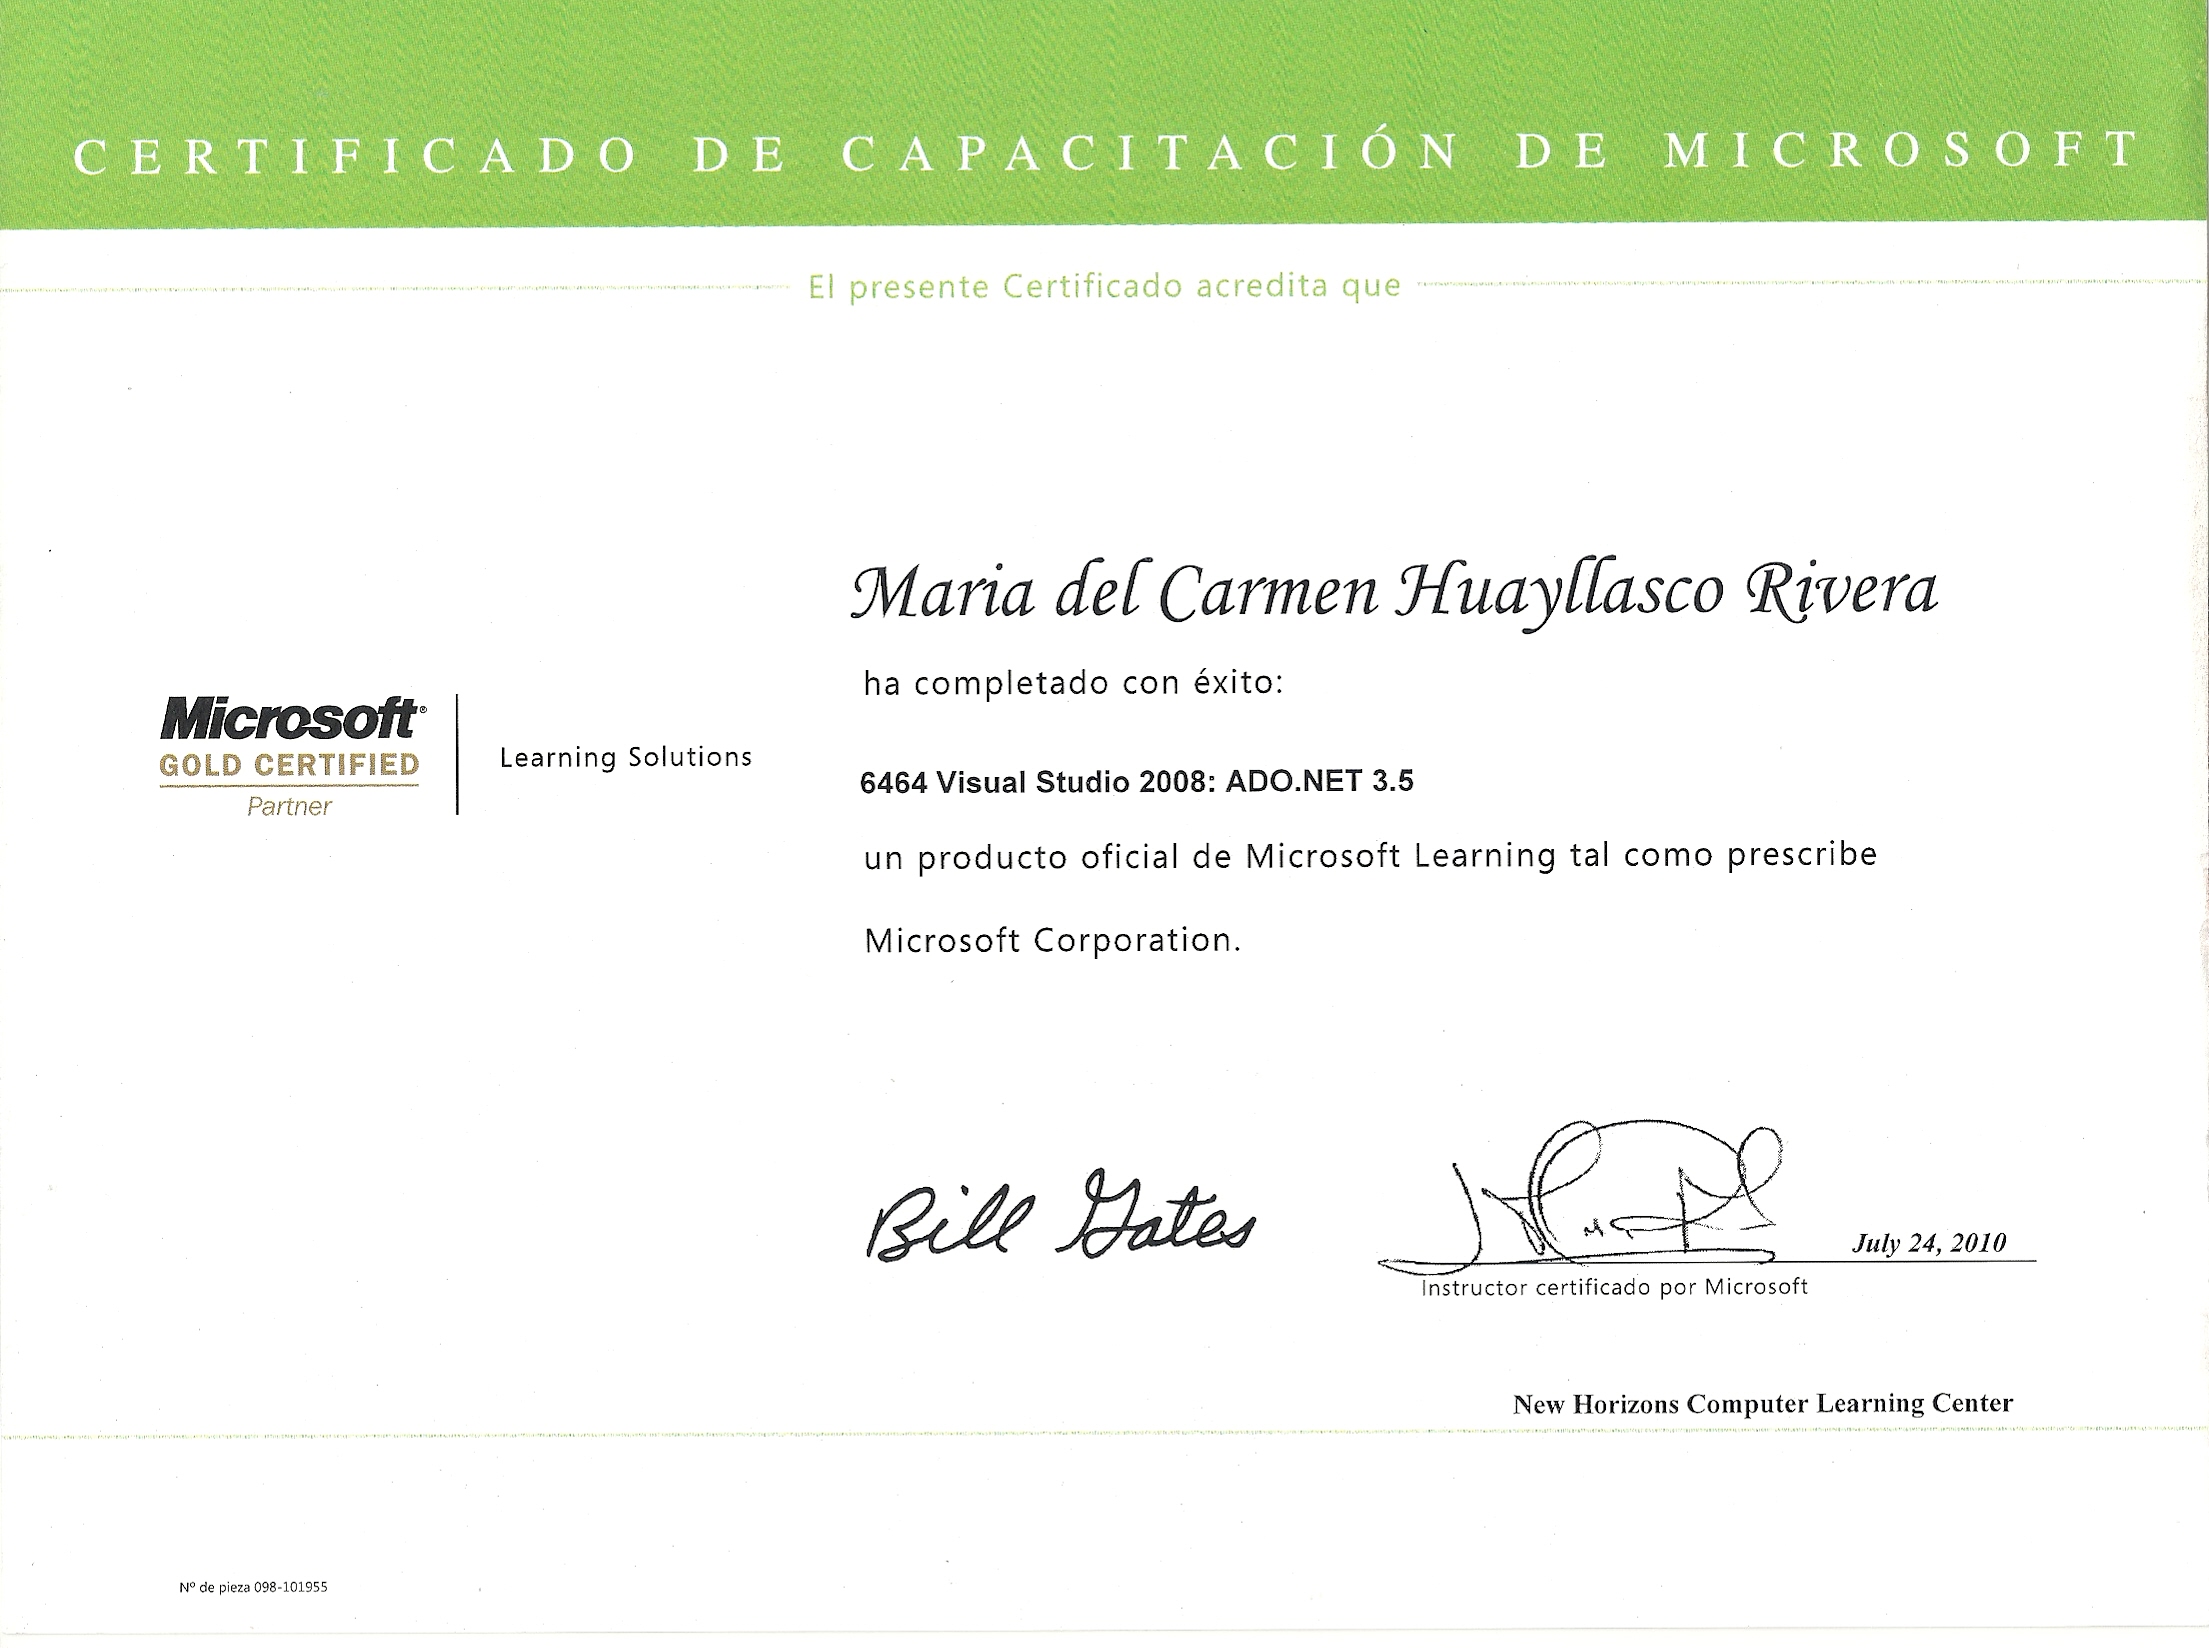 CERTIFICADO DE CAPACITACIÓN DE MICROSOFT
El presente Certificado acredita que
Maria del Carmen Huayllasco Rivera
ha completado con éxito:
Microsoft®
GOLD CERTIFIED
Partner
Learning Solutions
6464 Visual Studio 2008: ADO.NET 3.5
un producto oficial de Microsoft Learning tal como prescribe
Microsoft Corporation.
Bill Gates
July 24, 2010
Instructor certificado por Microsoft
New Horizons Computer Learning Center
Nº de pieza 098-101955